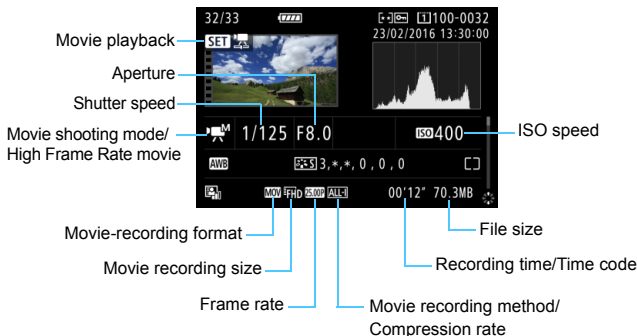 32/33 100-0032
23/02/2016 13:30:00
Movie playback
SET
Aperture
Shutter speed
Movie shooting mode/
High Frame Rate movie
M 1/125 F8.0 ISO 400
ISO speed
AWB S 3,*,*,0,0,0
MOV FHD 25.00P ALL-I 00'12" 70.3MB
Movie-recording format
File size
Movie recording size
Recording time/Time code
Frame rate
Movie recording method/
Compression rate